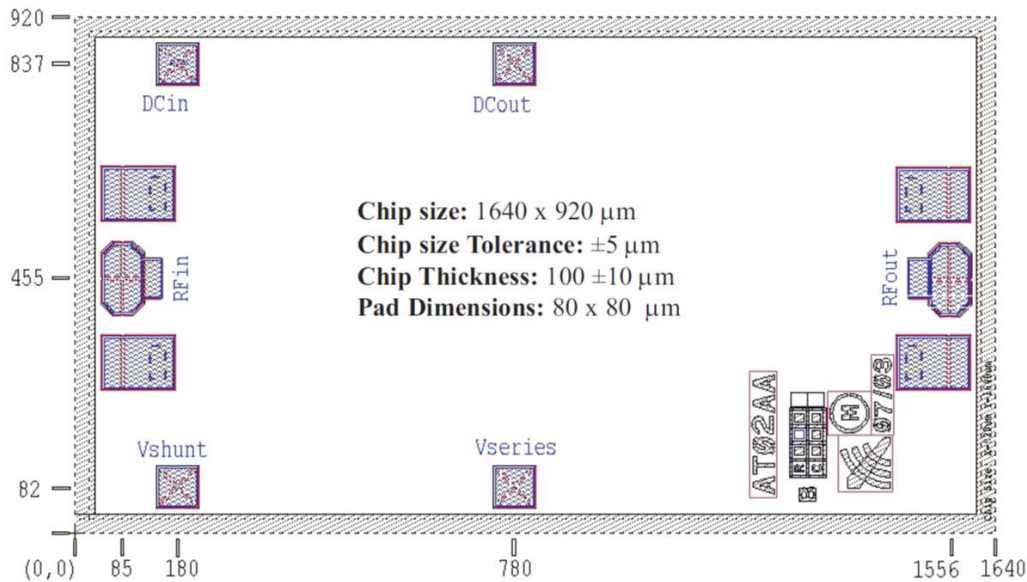 920
837
DCin
DCout
Chip size: 1640 x 920 µm
Chip size Tolerance: ±5 µm
Chip Thickness: 100 ±10 µm
Pad Dimensions: 80 x 80 µm
455
RFin
RFout
AT02AA
M
07/03
R
C
B
Vshunt
Vseries
82
(0,0)
85
180
780
1556
1640